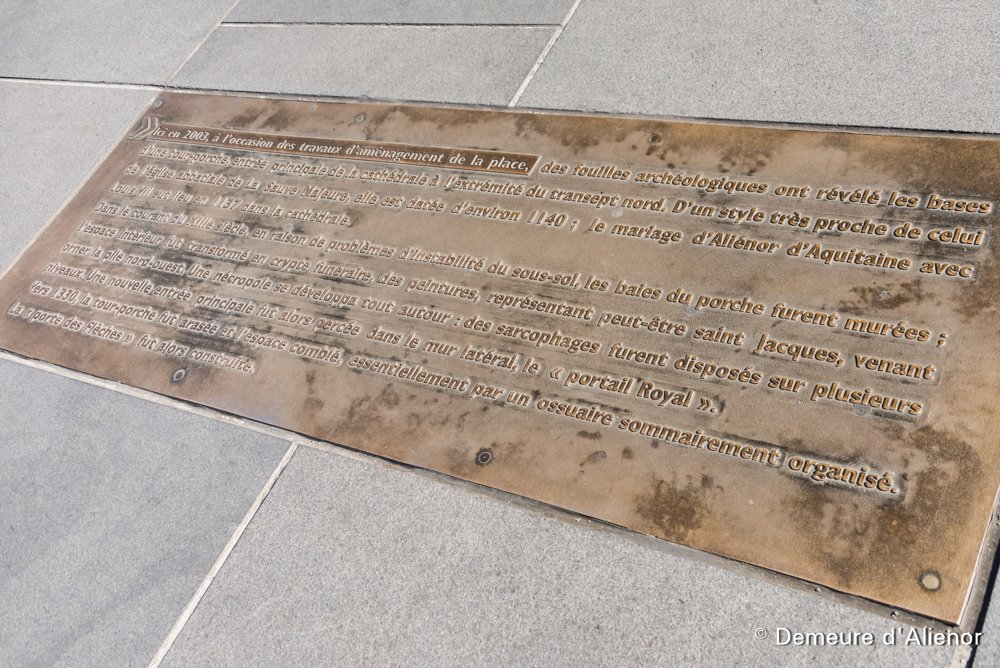 Ici en 2003, à l'occasion des travaux d'aménagement de la place, des fouilles archéologiques ont révélé les bases
d'une tour-porche entrée principale de la cathédrale à l'extrémité du transept nord. D'un style très proche de celui
de l'église abbatiale de La Sauve Majeure, elle est datée d'environ 1140 ; le mariage d'Aliénor d'Aquitaine avec
Louis VII aut lieu en 1137 dans la cathédrale.
Dans le courant du XIIIe siècle, en raison de problèmes d'instabilité du sous-sol, les baies du porche furent murées ;
l'espace intérieur fut transformé en crypte funéraire, des peintures, représentant peut-être saint Jacques, venant
orner la pile nord-ouest. Une nécropole se développa tout autour : des sarcophages furent disposés sur plusieurs
niveaux. Une nouvelle entrée principale fut alors percée dans le mur latéral, le « portail Royal ».
Vers 1330, la tour-porche fut arasée et l'espace comblé, essentiellement par un ossuaire sommairement organisé.
La « porte des Flèches » fut alors construite.
© Demeure d'Aliénor